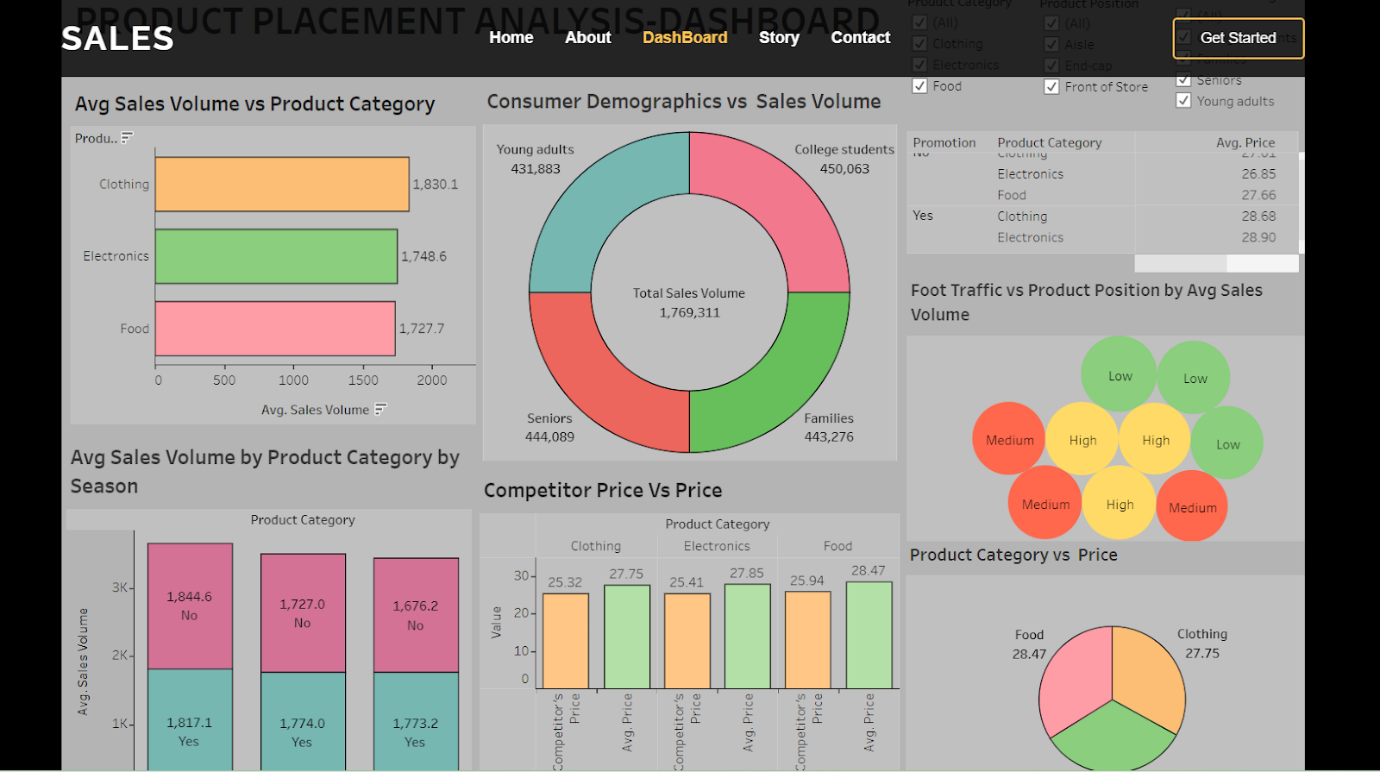 PRODUCT PLACEMENT ANALYSIS-DASHBOARD
SALES
Home
About
DashBoard
Story
Contact
Get Started
Product Category
(All)
Clothing
Electronics
Food
Product Position
(All)
Aisle
End-cap
Front of Store
(All)
Families
Seniors
Young adults
Avg Sales Volume vs Product Category
Produ..
Clothing
1,830.1
Electronics
1,748.6
Food
1,727.7
0 500 1000 1500 2000
Avg. Sales Volume
Consumer Demographics vs Sales Volume
Young adults
431,883
College students
450,063
Total Sales Volume
1,769,311
Seniors
444,089
Families
443,276
Promotion Product Category Avg. Price
No Clothing 27.61
Electronics 26.85
Food 27.66
Yes Clothing 28.68
Electronics 28.90
Foot Traffic vs Product Position by Avg Sales
Volume
Low
Low
Medium
High
High
Low
Medium
High
Medium
Avg Sales Volume by Product Category by
Season
Product Category
Avg. Sales Volume
3K
2K
1K
1,844.6
No
1,727.0
No
1,676.2
No
1,817.1
Yes
1,774.0
Yes
1,773.2
Yes
Competitor Price Vs Price
Product Category
Clothing Electronics Food
Value
30
20
10
0
25.32
27.75
25.41
27.85
25.94
28.47
Competitor's
Price
Avg. Price
Competitor's
Price
Avg. Price
Competitor's
Price
Avg. Price
Product Category vs Price
Food
28.47
Clothing
27.75